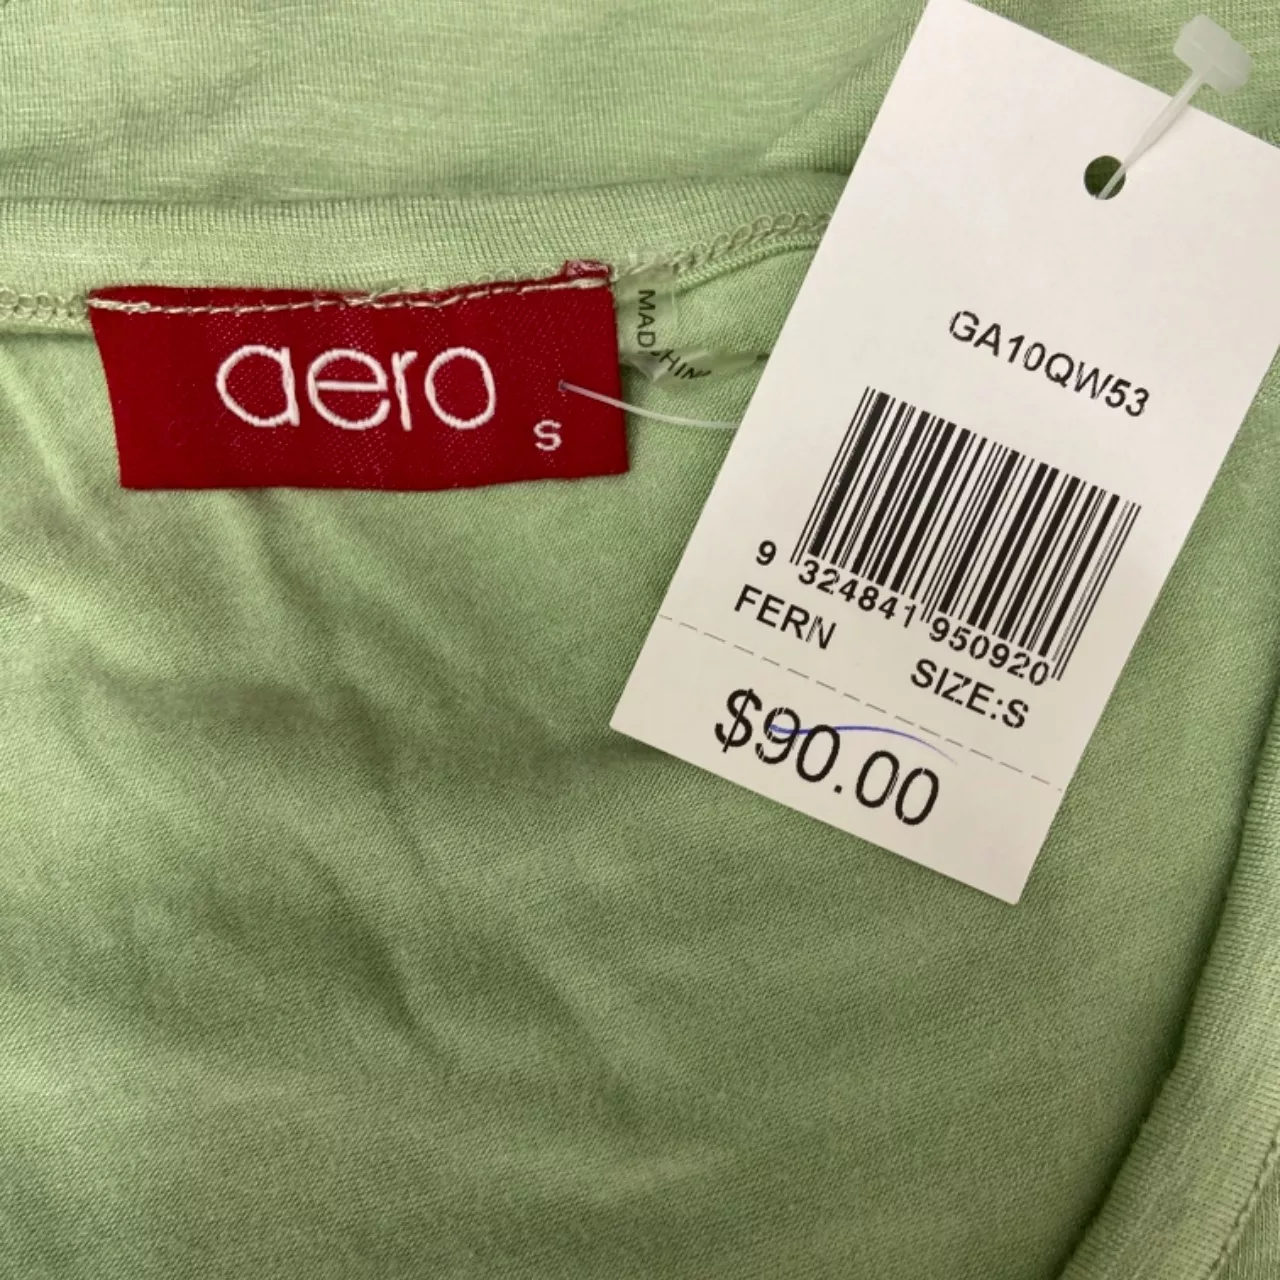 aero
S
GA10QW53
9 324841 950920
FERN
SIZE:S
$90.00